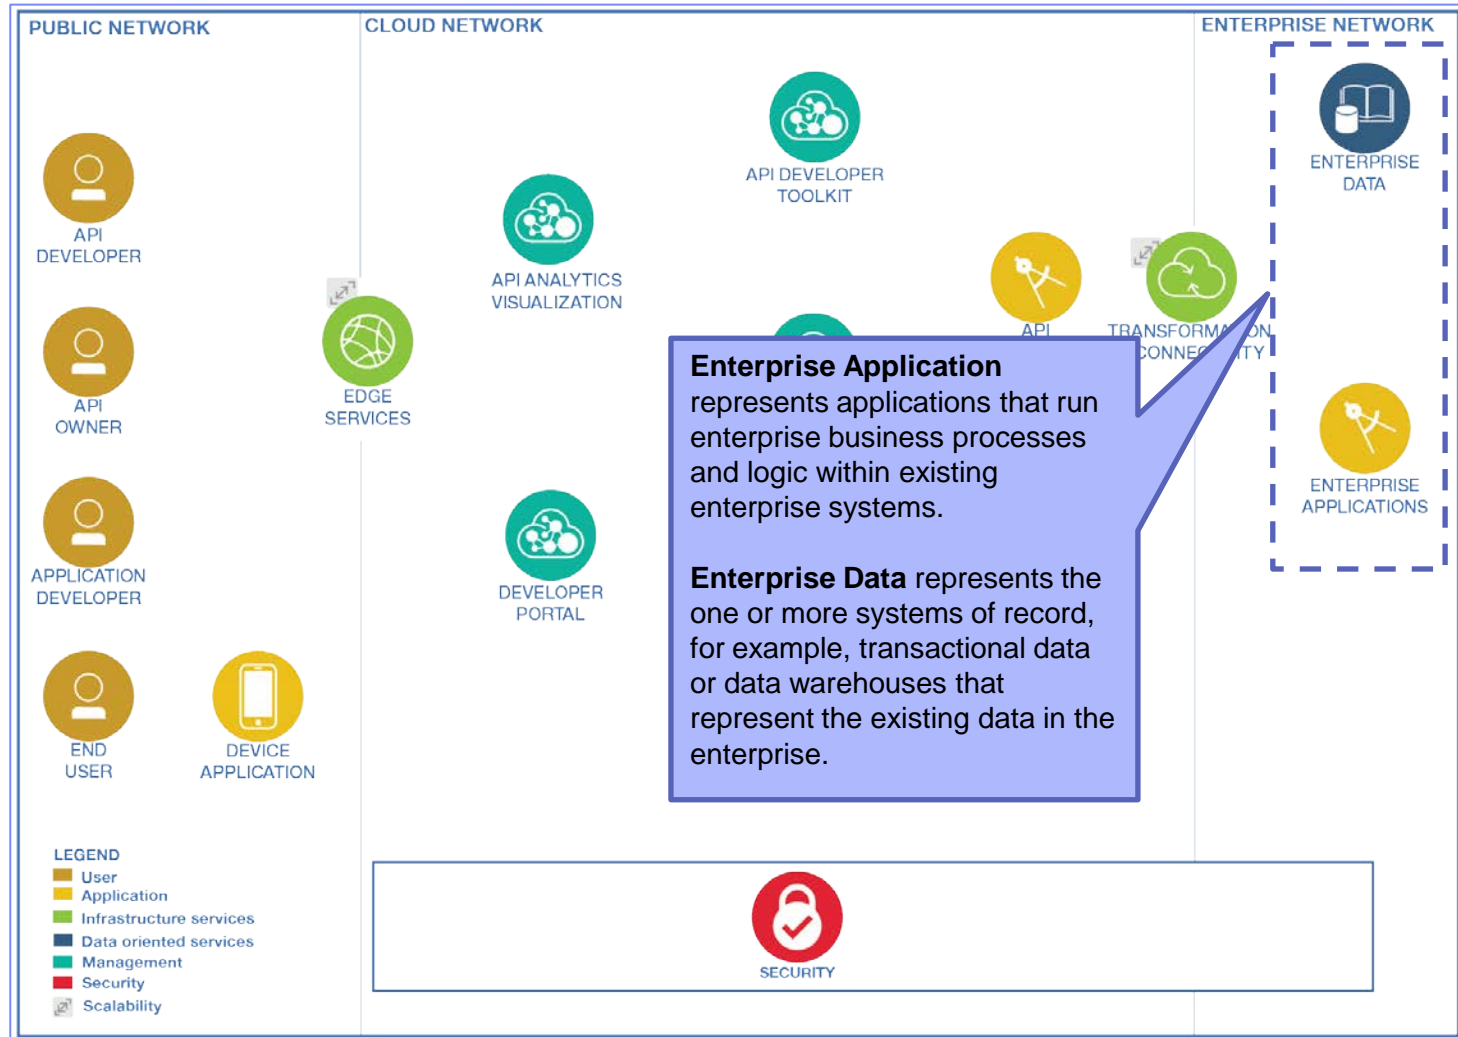 PUBLIC NETWORK
CLOUD NETWORK
ENTERPRISE NETWORK
API
DEVELOPER
API
OWNER
APPLICATION
DEVELOPER
END
USER
DEVICE
APPLICATION
EDGE
SERVICES
API ANALYTICS
VISUALIZATION
DEVELOPER
PORTAL
API DEVELOPER
TOOLKIT
API
TRANSFORMATION
CONNECTIVITY
ENTERPRISE
DATA
ENTERPRISE
APPLICATIONS
Enterprise Application
represents applications that run
enterprise business processes
and logic within existing
enterprise systems.
Enterprise Data represents the
one or more systems of record,
for example, transactional data
or data warehouses that
represent the existing data in the
enterprise.
LEGEND
User
Application
Infrastructure services
Data oriented services
Management
Security
Scalability
SECURITY